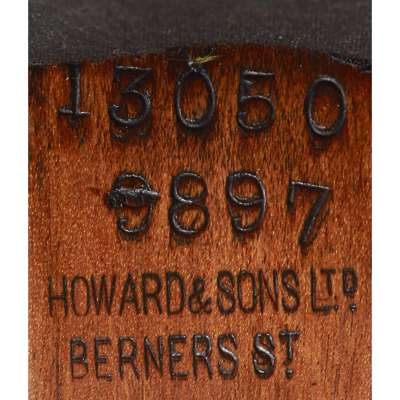 13050
9897
HOWARD & SONS LTD
BERNERS ST